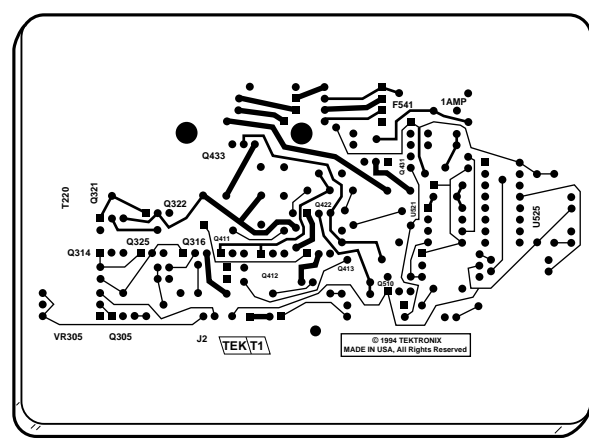 F541 1AMP
Q433
Q431
T220
Q321
Q322
Q422
U521
U525
Q314
Q325
Q316
Q411
Q412
Q413
Q510
VR305
Q305
J2
TEK T1
© 1994 TEKTRONIX
MADE IN USA, All Rights Reserved